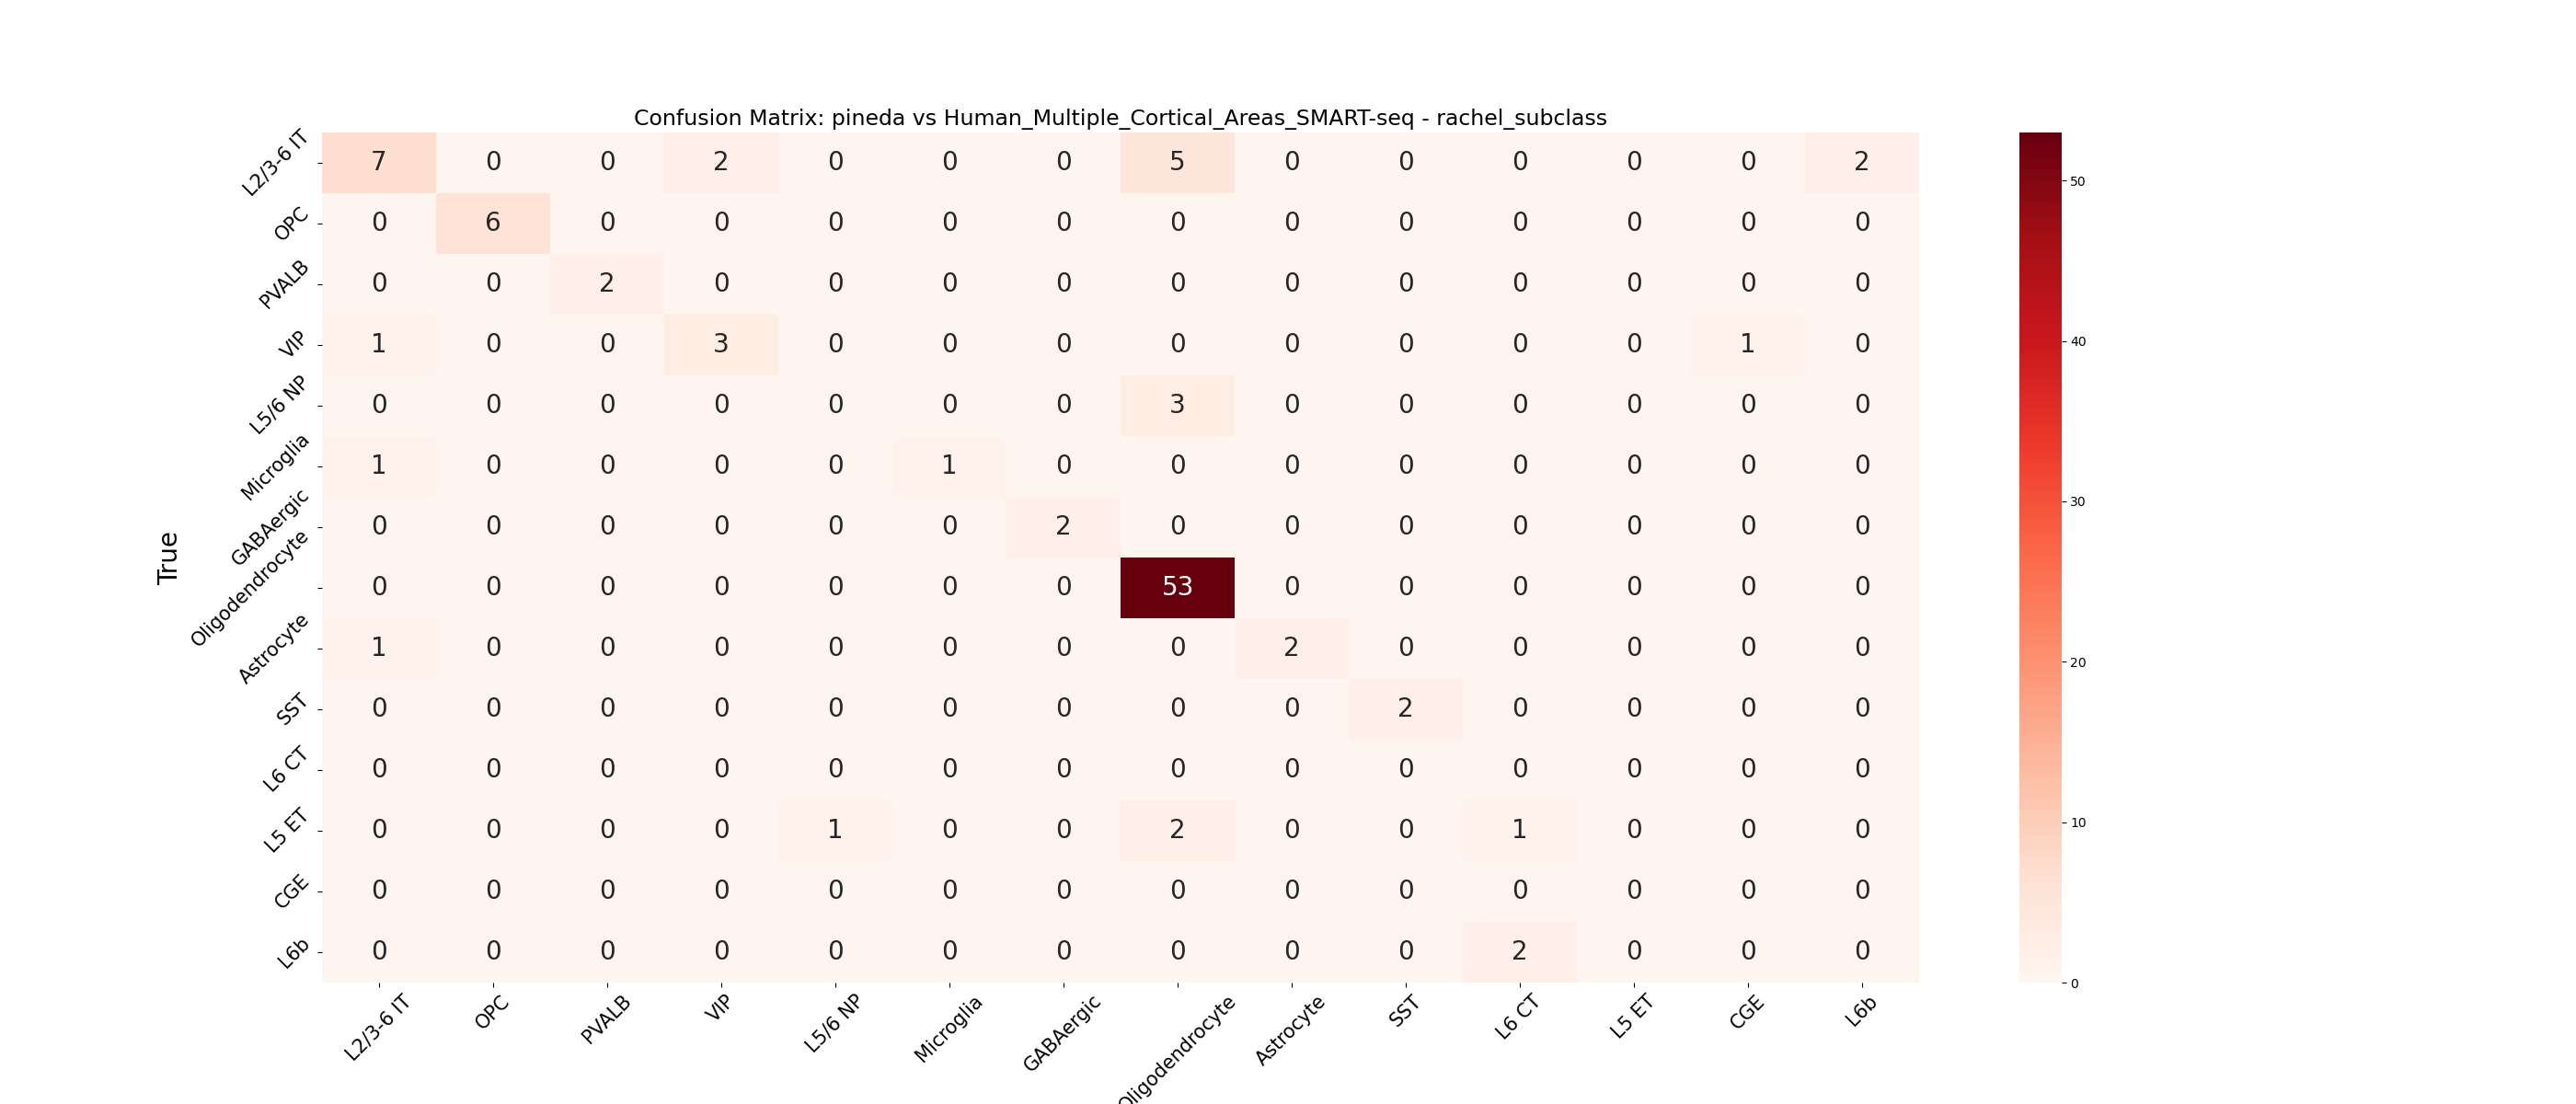 Confusion Matrix: pineda vs Human_Multiple_Cortical_Areas_SMART-seq - rachel_subclass
True
L2/3-6 IT 7 0 0 2 0 0 0 5 0 0 0 0 0 2
OPC 0 6 0 0 0 0 0 0 0 0 0 0 0 0
PVALB 0 0 2 0 0 0 0 0 0 0 0 0 0 0
VIP 1 0 0 3 0 0 0 0 0 0 0 0 1 0
L5/6 NP 0 0 0 0 0 0 0 3 0 0 0 0 0 0
Microglia 1 0 0 0 0 1 0 0 0 0 0 0 0 0
GABAergic 0 0 0 0 0 0 2 0 0 0 0 0 0 0
Oligodendrocyte 0 0 0 0 0 0 0 53 0 0 0 0 0 0
Astrocyte 1 0 0 0 0 0 0 0 2 0 0 0 0 0
SST 0 0 0 0 0 0 0 0 0 2 0 0 0 0
L6 CT 0 0 0 0 0 0 0 0 0 0 0 0 0 0
L5 ET 0 0 0 0 1 0 0 2 0 0 1 0 0 0
CGE 0 0 0 0 0 0 0 0 0 0 0 0 0 0
L6b 0 0 0 0 0 0 0 0 0 0 2 0 0 0
L2/3-6 IT OPC PVALB VIP L5/6 NP Microglia GABAergic Oligodendrocyte Astrocyte SST L6 CT L5 ET CGE L6b
50
40
30
20
10
0